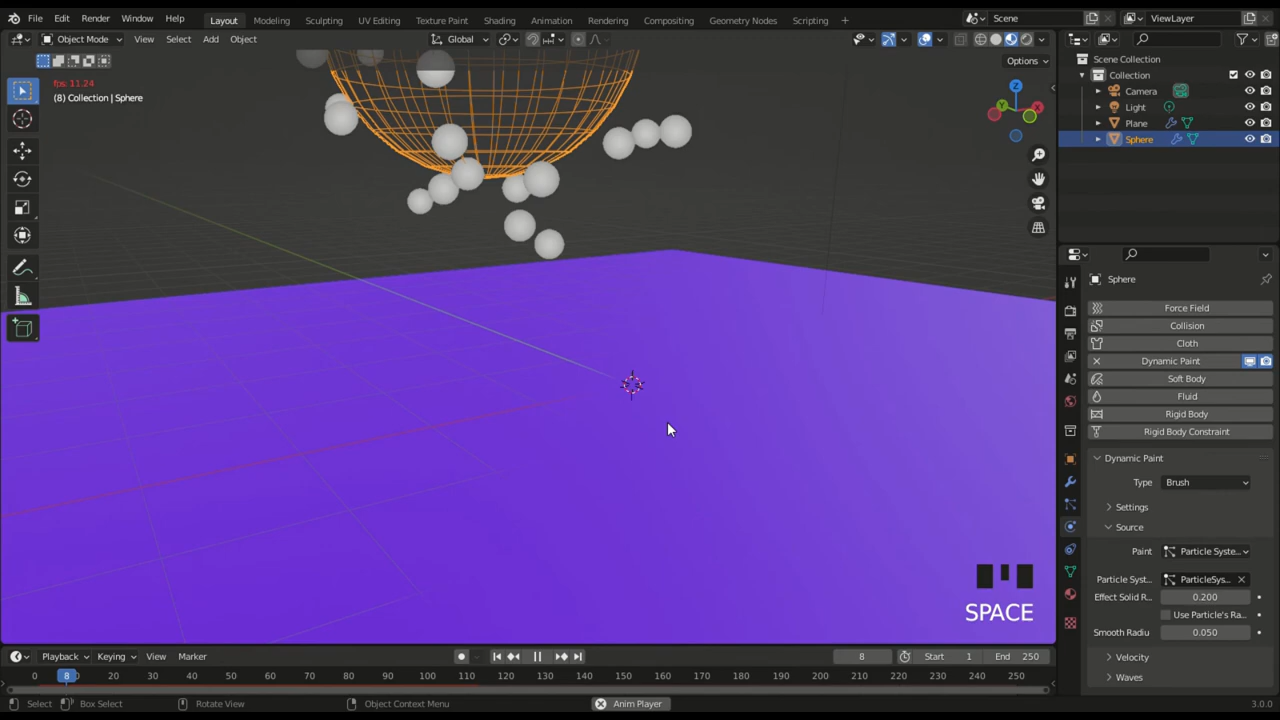 File Edit Render Window Help Layout Modeling Sculpting UV Editing Texture Paint Shading Animation Rendering Compositing Geometry Nodes Scripting + Scene ViewLayer
Object Mode View Select Add Object Global
Options
fps: 11.24
(8) Collection | Sphere
Z
X
Y
Scene Collection
Collection
Camera
Light
Plane
Sphere
Sphere
Force Field
Collision
Cloth
Dynamic Paint
Soft Body
Fluid
Rigid Body
Rigid Body Constraint
Dynamic Paint
Type Brush
Settings
Source
Paint Particle Syste...
Particle Syst... ParticleSys...
Effect Solid R... 0.200
Use Particle's Ra...
Smooth Radiu 0.050
Velocity
Waves
SPACE
Playback Keying View Marker 8 Start 1 End 250
0 8 20 30 40 50 60 70 80 90 100 110 120 130 140 150 160 170 180 190 200 210 220 230 240 250
Select Box Select Rotate View Object Context Menu Anim Player 3.0.0